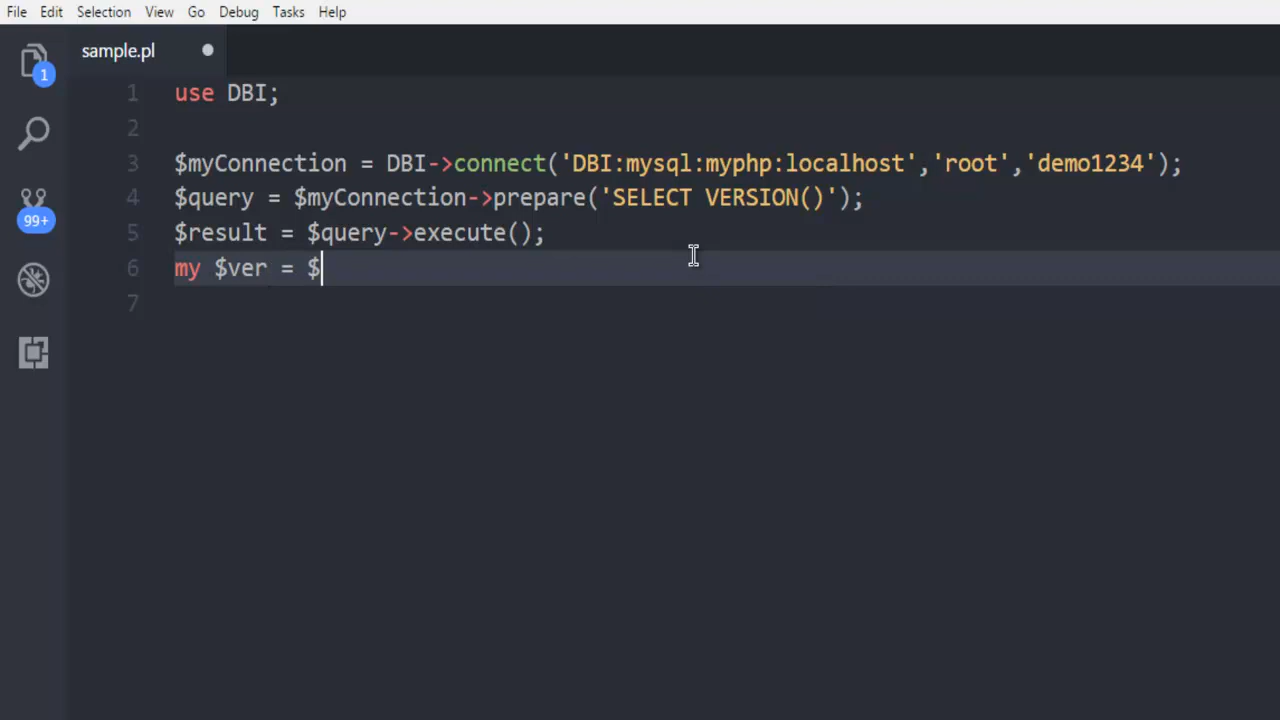 File Edit Selection View Go Debug Tasks Help
sample.pl
1
1 use DBI;
2
3 $myConnection = DBI->connect('DBI:mysql:myphp:localhost','root','demo1234');
4 $query = $myConnection->prepare('SELECT VERSION()');
99+
5 $result = $query->execute();
6 my $ver = $
7